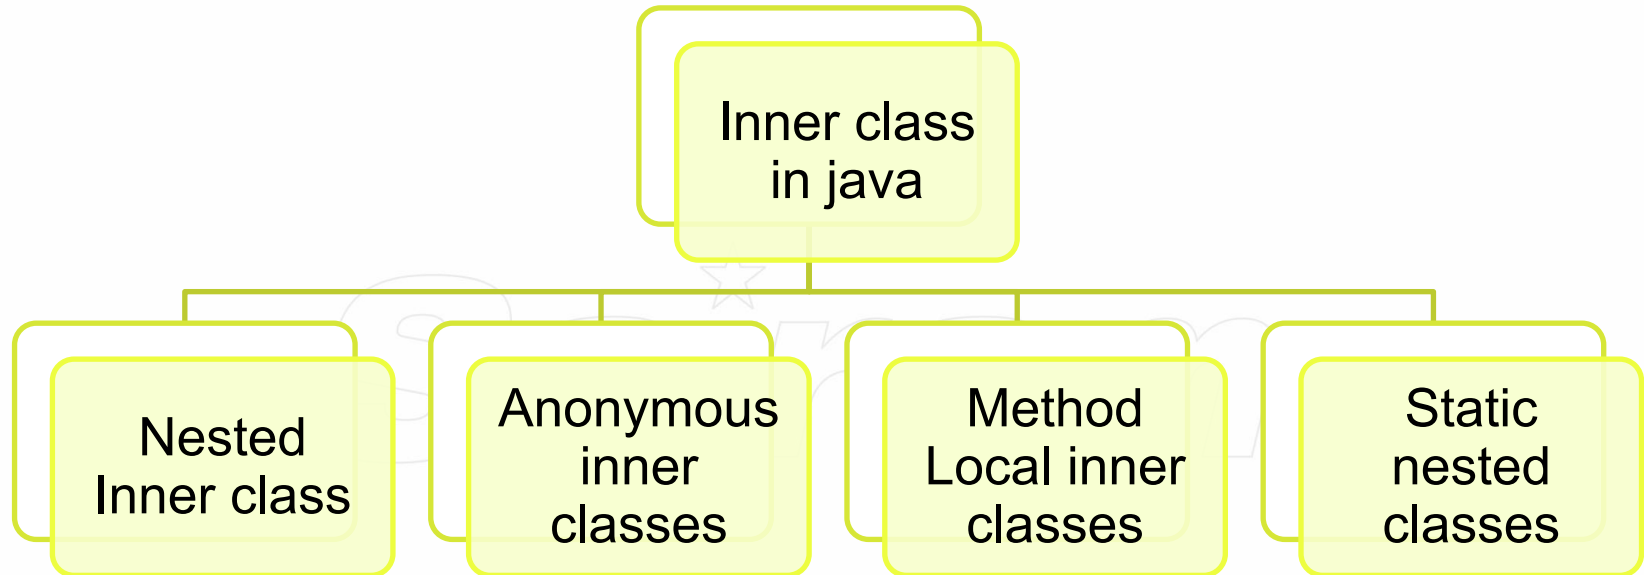 Inner class
in java
Nested
Inner class
Anonymous
inner
classes
Method
Local inner
classes
Static
nested
classes